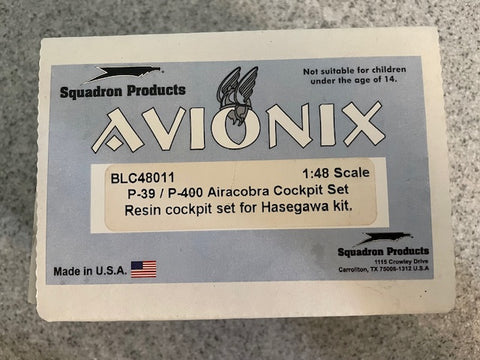 Squadron Products
Not suitable for children
under the age of 14.
AVIONIX
BLC48011 1:48 Scale
P-39 / P-400 Airacobra Cockpit Set
Resin cockpit set for Hasegawa kit.
Made in U.S.A.
Squadron Products
1115 Crowley Drive
Carrollton, TX 75006-1312 U.S.A